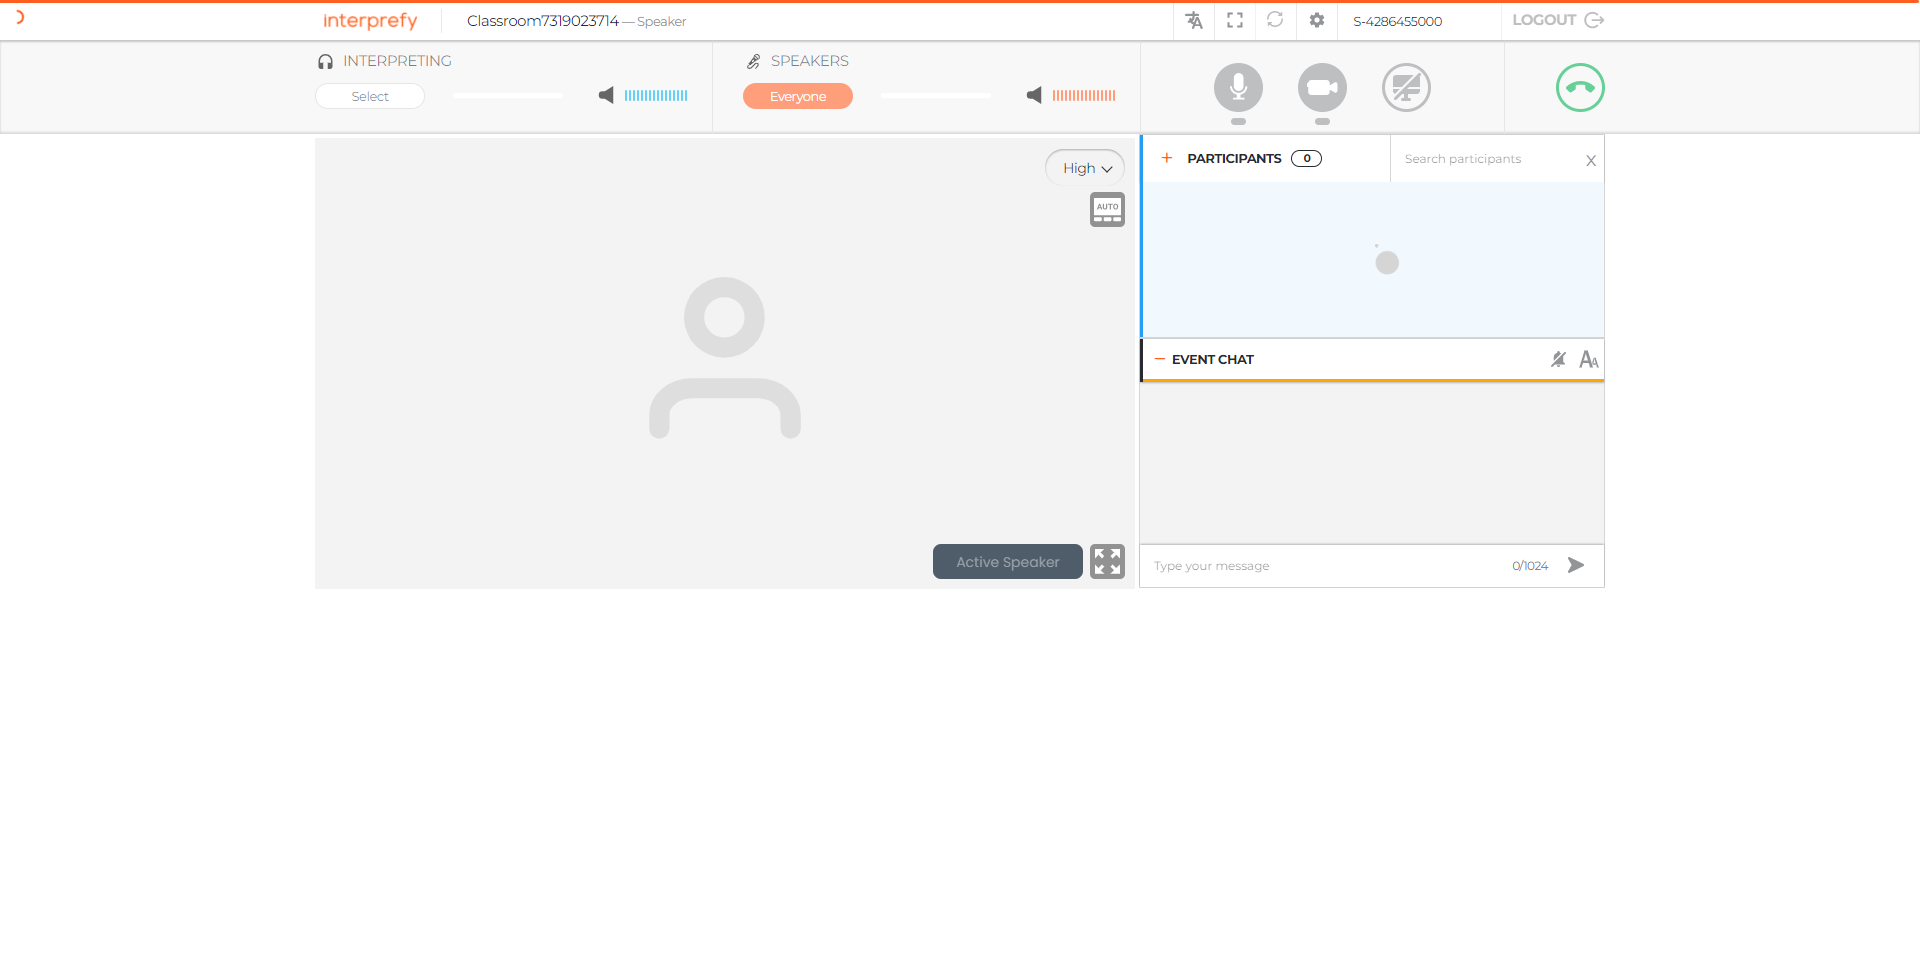 interprefy
Classroom7319023714 — Speaker
S-4286455000
LOGOUT
INTERPRETING
Select
SPEAKERS
Everyone
High
AUTO
Active Speaker
+ PARTICIPANTS 0
Search participants
X
− EVENT CHAT
AA
Type your message
0/1024